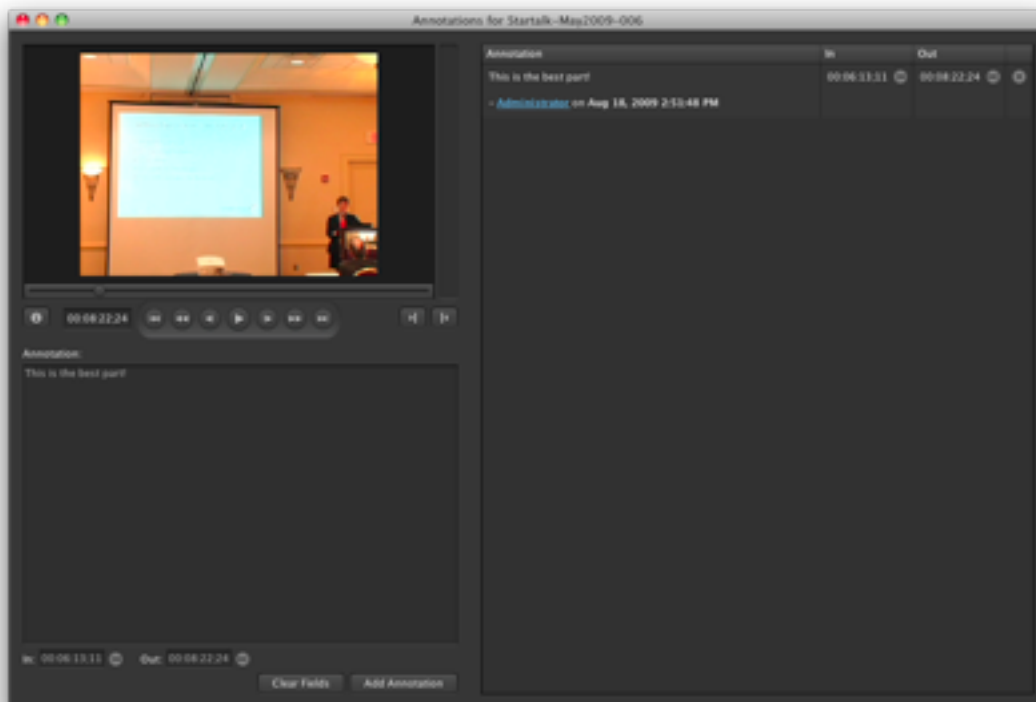 Annotations for Startalk-May2009-006
Annotation In Out
This is the best part! 00:06:13;11 00:08:22;24
- Administrator on Aug 18, 2009 2:51:48 PM
00:08:22;24
Annotation:
This is the best part!
In: 00:06:13;11 Out: 00:08:22;24
Clear Fields Add Annotation